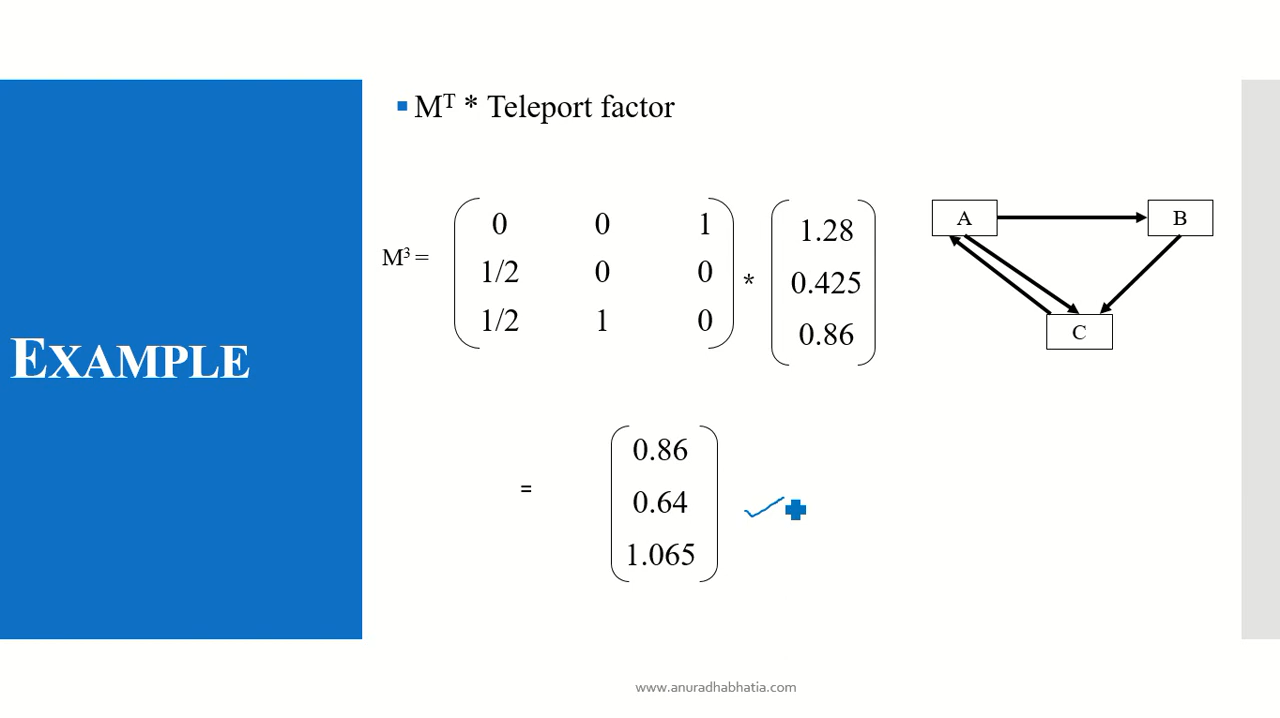 MT * Teleport factor
M3 =
0 0 1
1/2 0 0
1/2 1 0
*
1.28
0.425
0.86
A
B
C
EXAMPLE
=
0.86
0.64
1.065
www.anuradhabhatia.com